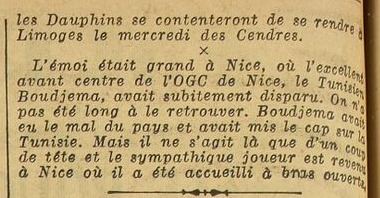 les Dauphins se contenteront de se rendre à
Limoges le mercredi des Cendres.
×
L'émoi était grand à Nice, où l'excellent
avant centre de l'OGC de Nice, le Tunisien
Boudjema, avait subitement disparu. On n'a
pas été long à le retrouver. Boudjema avait
eu le mal du pays et avait mis le cap sur la
Tunisie. Mais il ne s'agit là que d'un coup
de tête et le sympathique joueur est revenu
à Nice où il a été accueilli à bras ouverts.